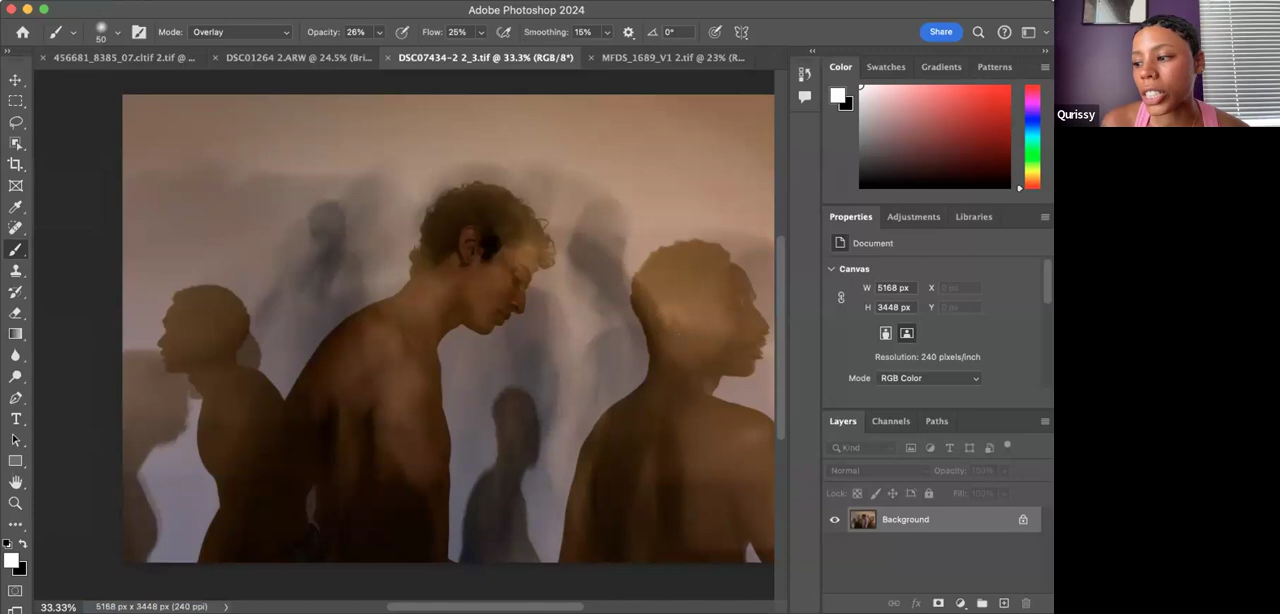 Adobe Photoshop 2024
50
Mode: Overlay Opacity: 26% Flow: 25% Smoothing: 15% 0° Share
456681_8385_07.cltif 2.tif @ ... DSC01264 2.ARW @ 24.5% (Bri... DSC07434-2-2_3.tif @ 33.3% (RGB/8*) MFDS_1689_V1 2.tif @ 23% (R...
Color Swatches Gradients Patterns
Qurissy
Properties Adjustments Libraries
Document
Canvas
W 5168 px X 0 px
H 3448 px Y 0 px
Resolution: 240 pixels/inch
Mode RGB Color
Layers Channels Paths
Kind
Normal Opacity: 100%
Lock: Fill: 100%
Background
33.33% 5168 px x 3448 px (240 ppi)